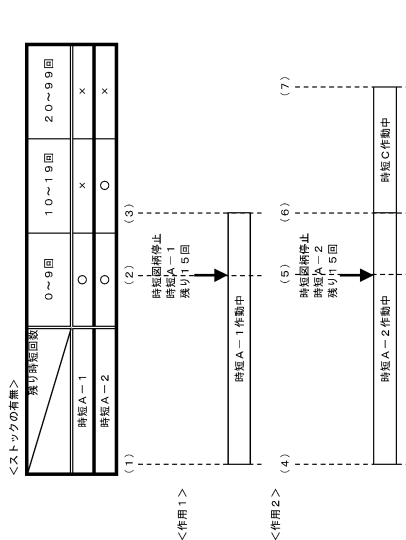 <ストックの有無>
残り時短回数 0~9回 10~19回 20~99回
時短A-1 ○ × ×
時短A-2 ○ ○ ×
<作用1>
(1) (2) (3)
時短図柄停止
時短A-1
残り15回
時短A-1作動中
<作用2>
(4) (5) (6) (7)
時短図柄停止
時短A-2
残り15回
時短A-2作動中 時短C作動中